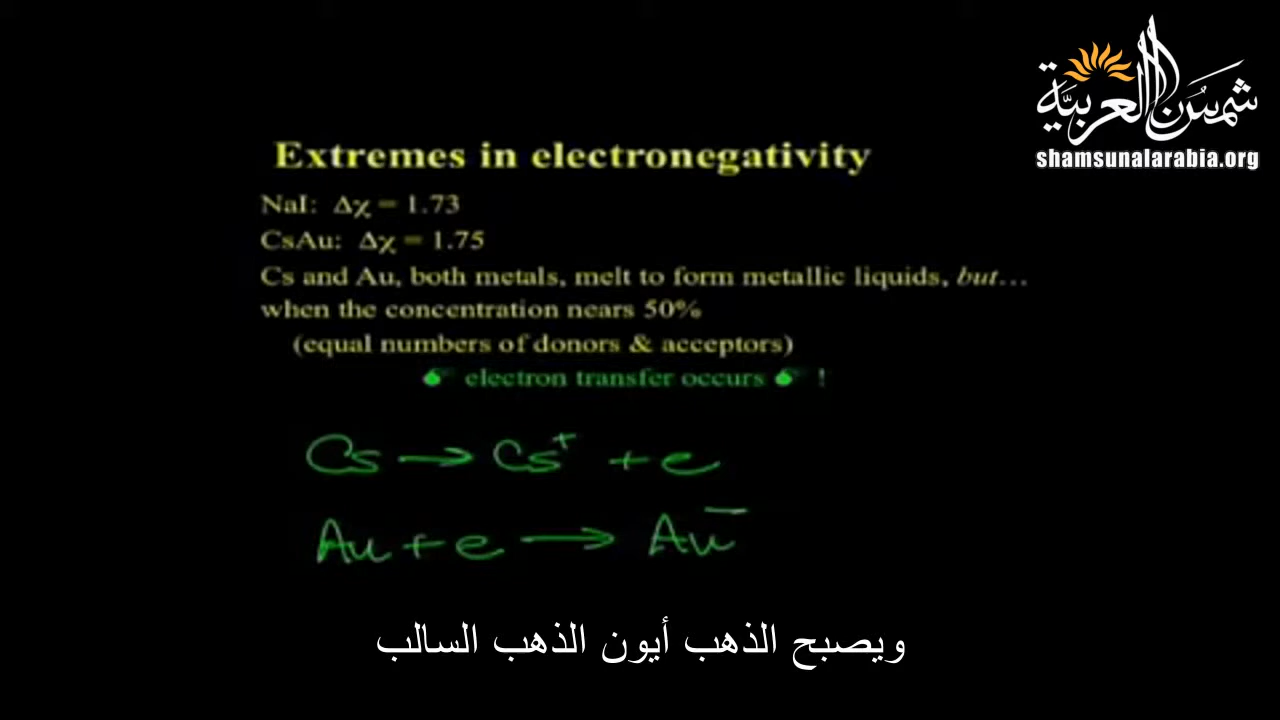 شمس العربية
shamsunalarabia.org
Extremes in electronegativity
NaI: Δχ = 1.73
CsAu: Δχ = 1.75
Cs and Au, both metals, melt to form metallic liquids, but...
when the concentration nears 50%
(equal numbers of donors & acceptors)
electron transfer occurs !
Cs → Cs⁺ + e
Au + e → Au⁻
ويصبح الذهب أيون الذهب السالب